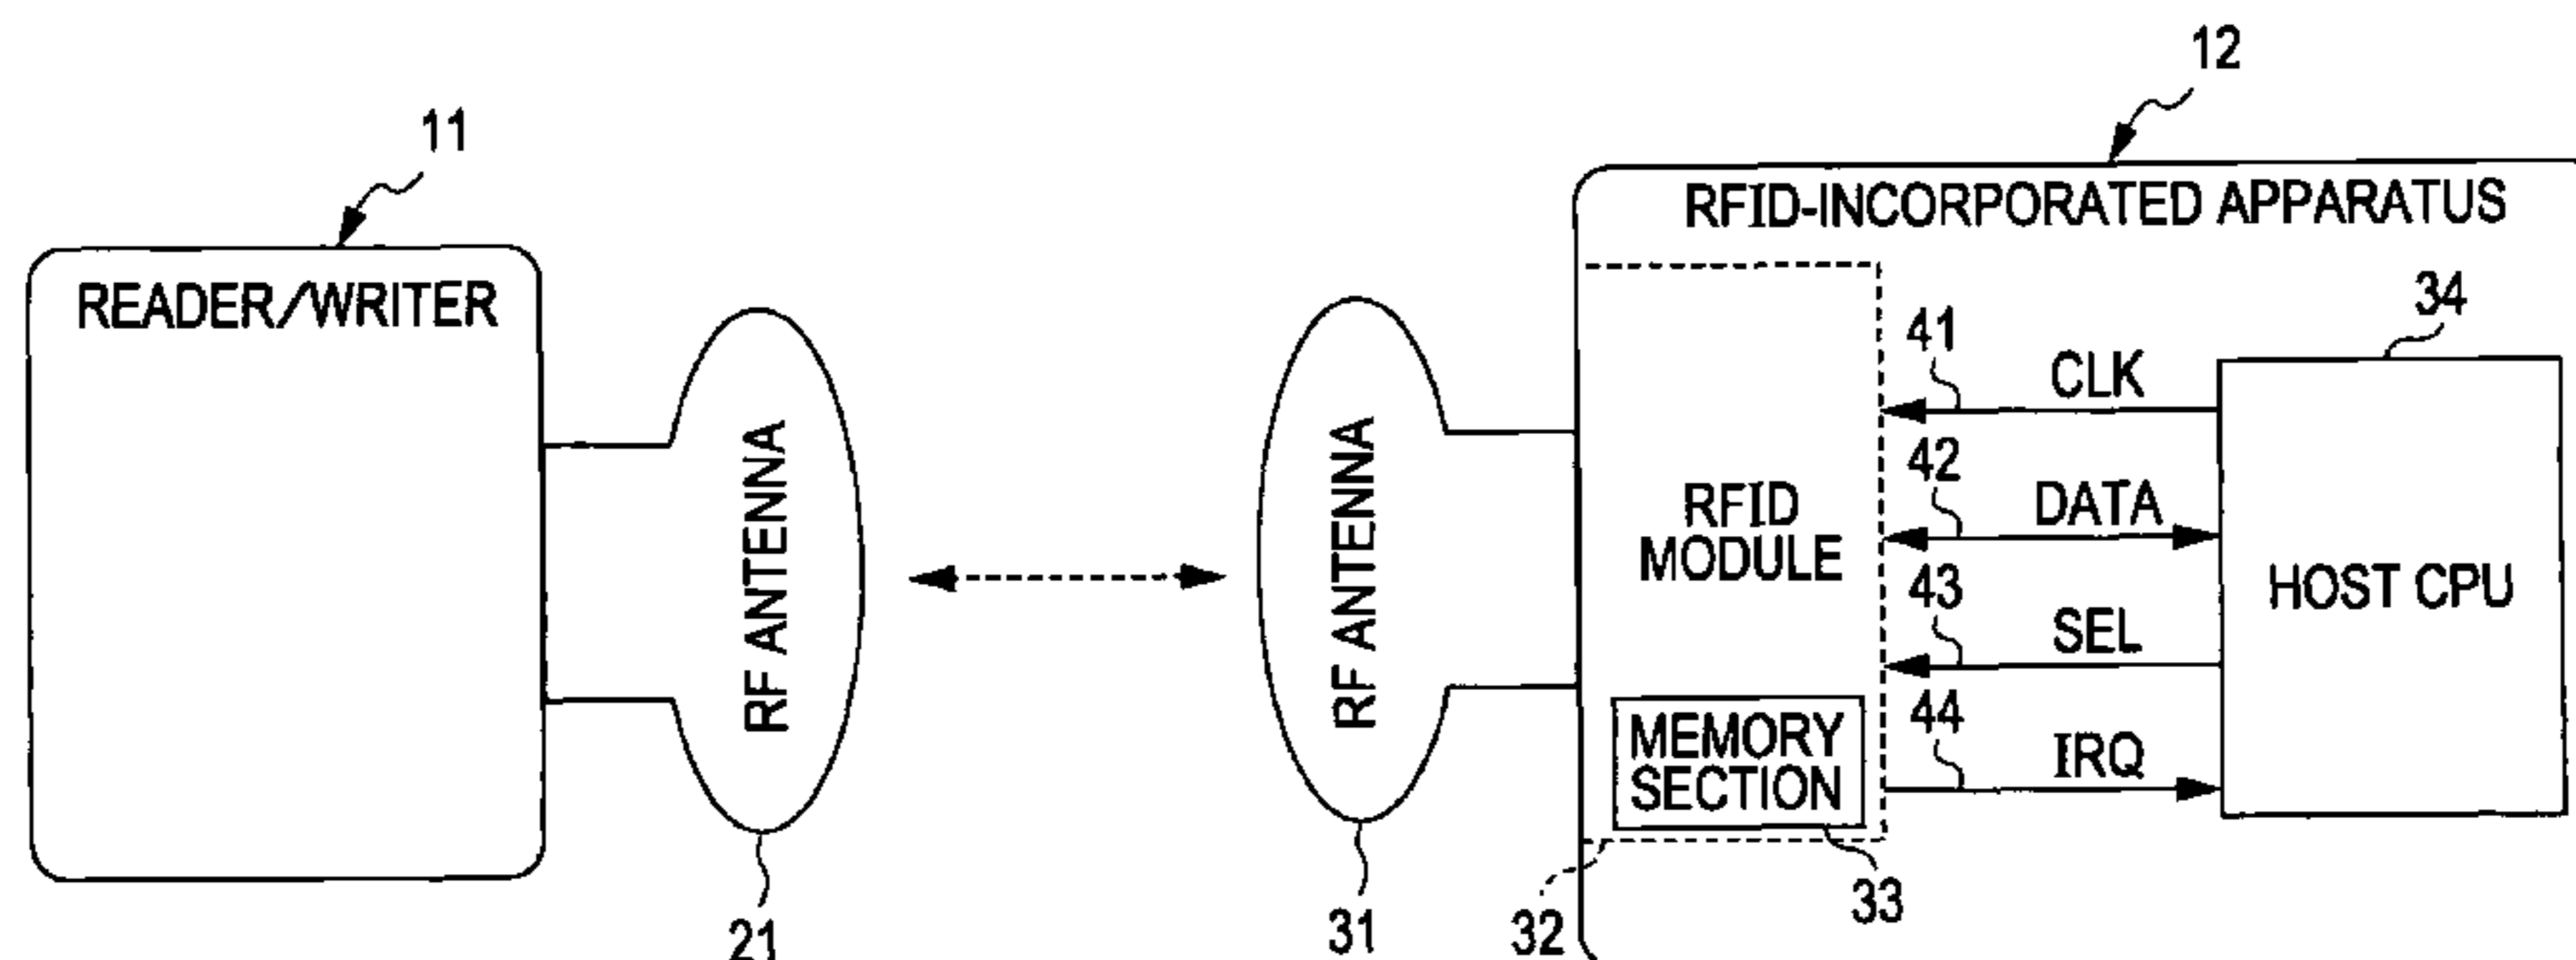 12
11
RFID-INCORPORATED APPARATUS
READER/WRITER
34
41
CLK
42
DATA
RF ANTENNA
RF ANTENNA
RFID
MODULE
43
SEL
HOST CPU
44
IRQ
MEMORY
SECTION
21
31
32
33